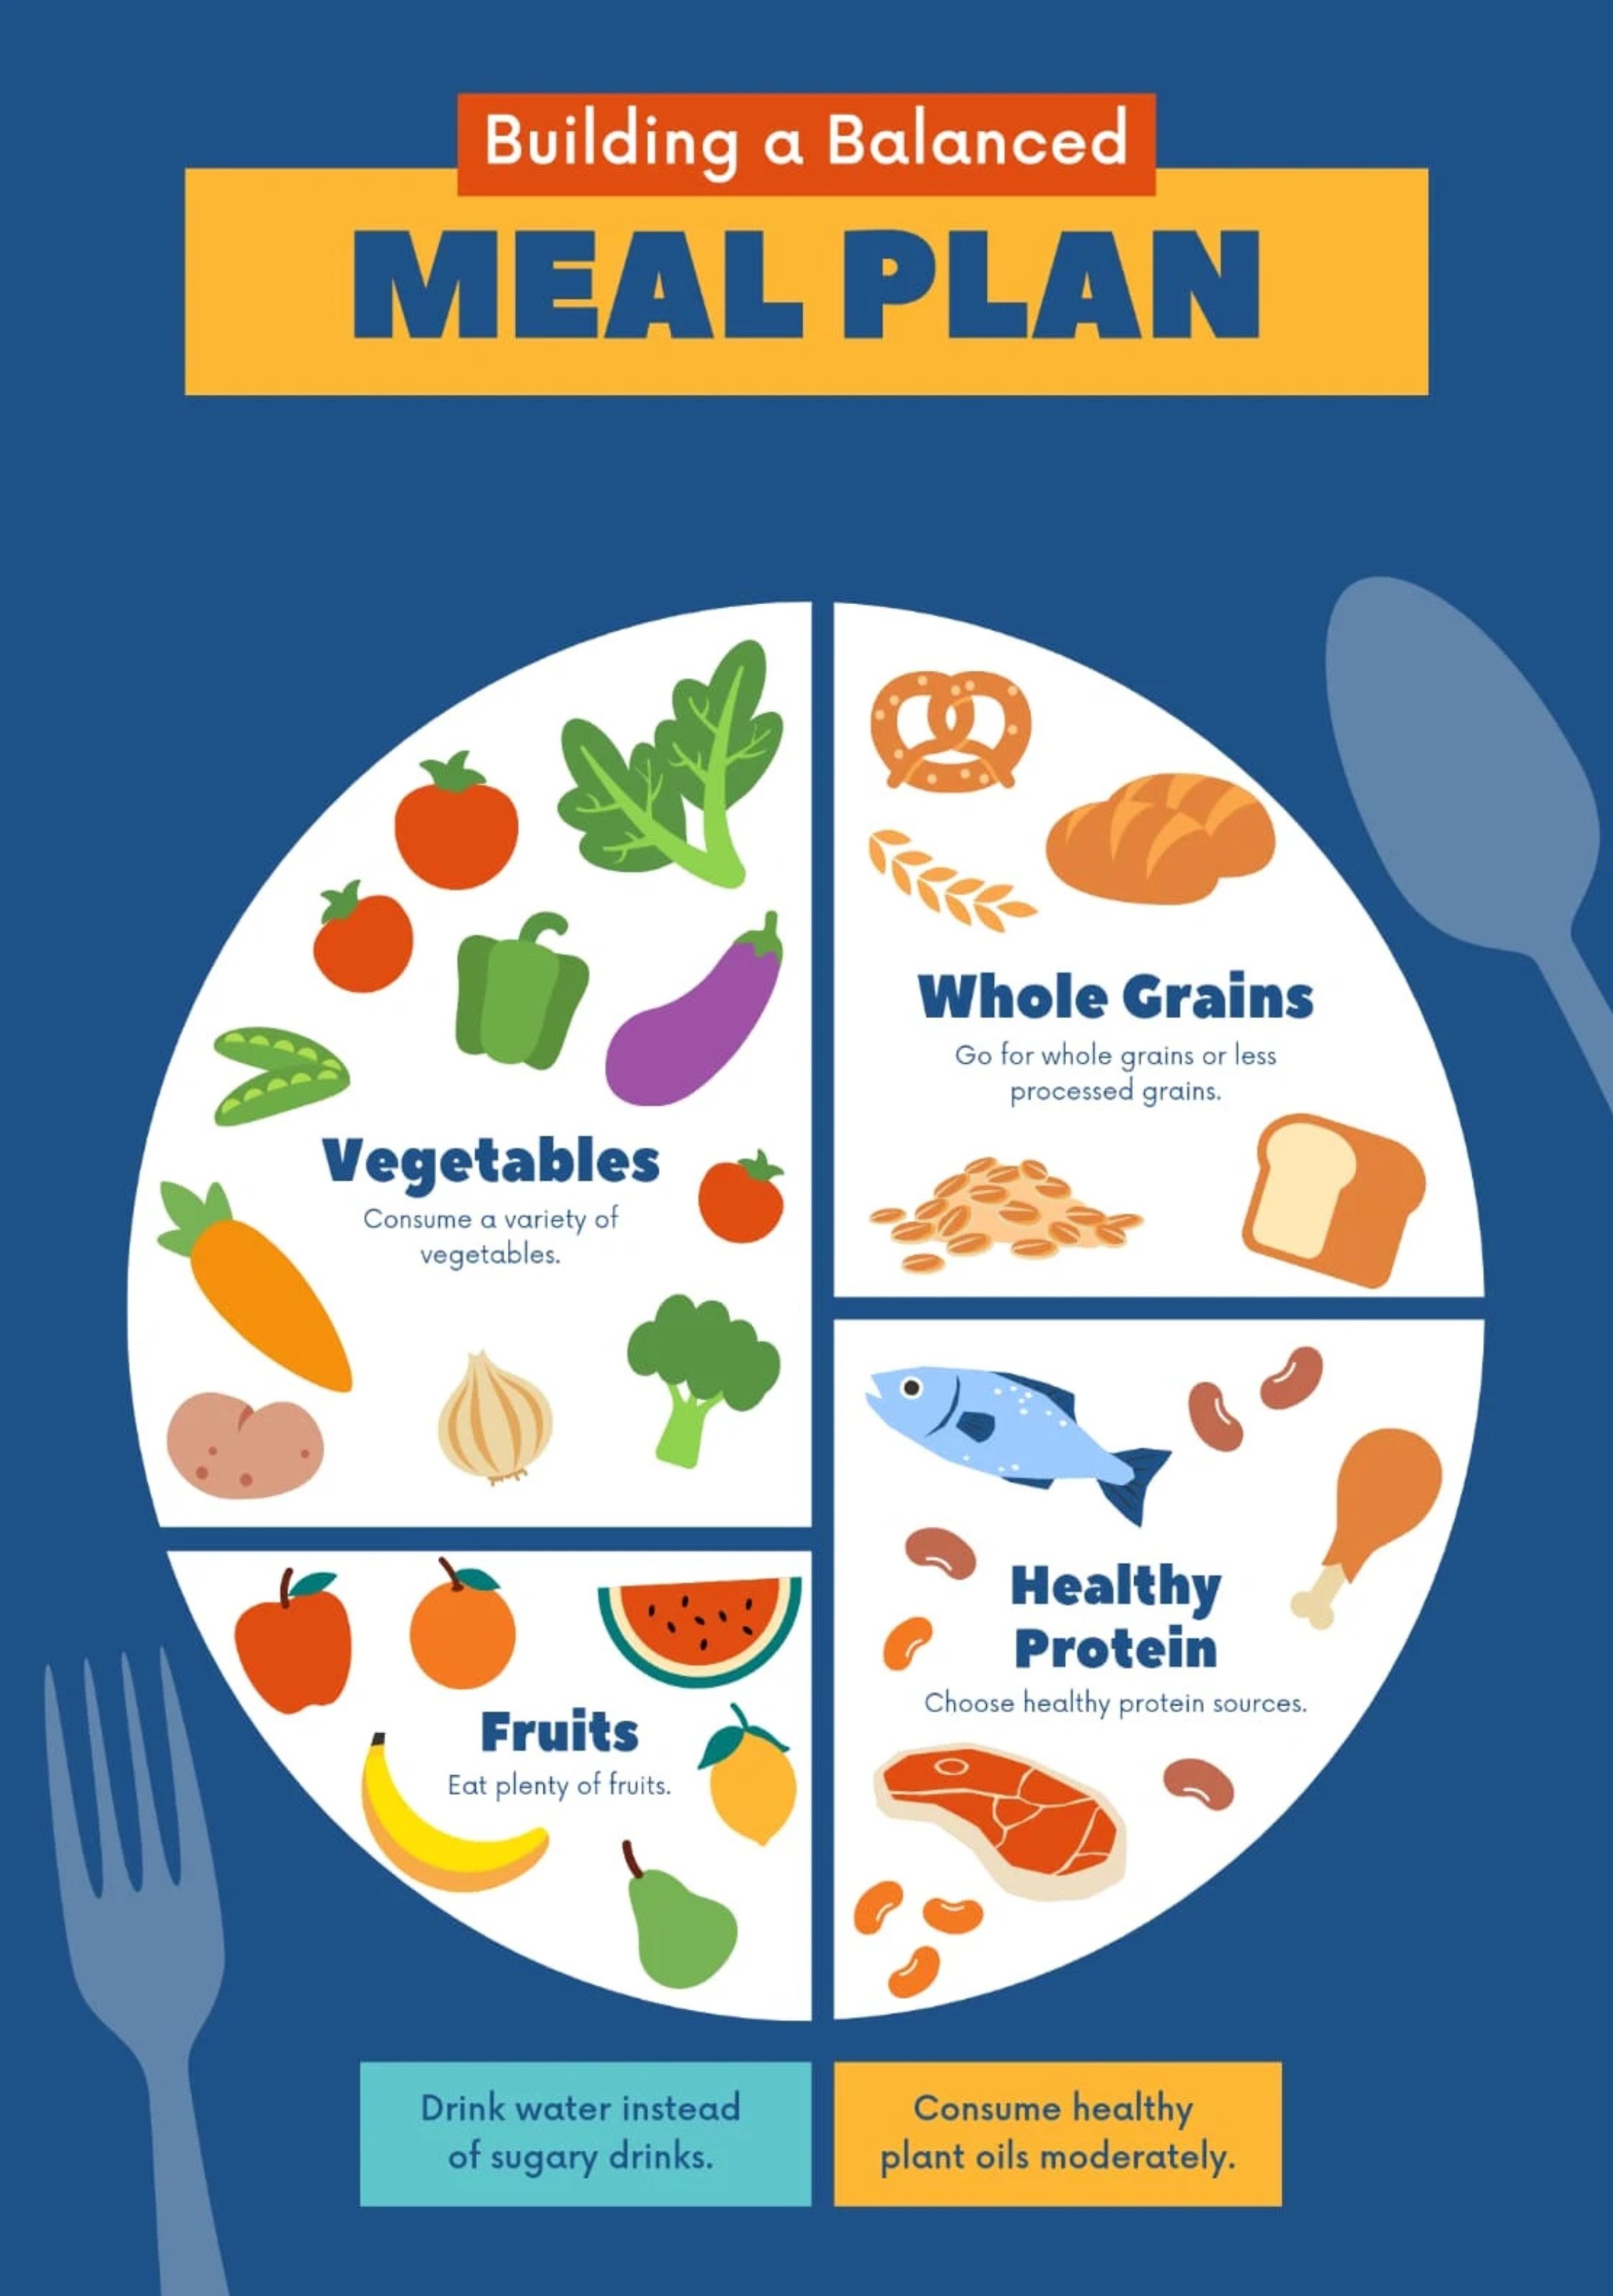 Building a Balanced
MEAL PLAN
Vegetables
Consume a variety of
vegetables.
Whole Grains
Go for whole grains or less
processed grains.
Fruits
Eat plenty of fruits.
Healthy
Protein
Choose healthy protein sources.
Drink water instead
of sugary drinks.
Consume healthy
plant oils moderately.